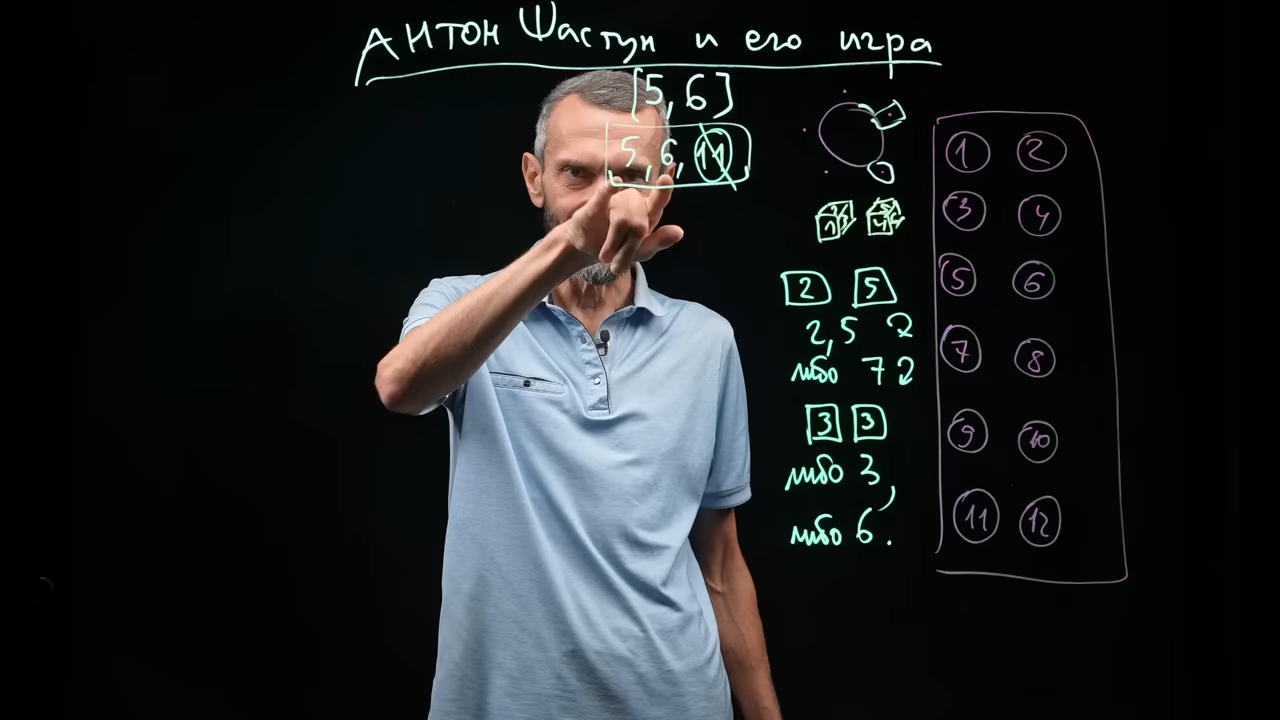 Антон Шастун и его игра
[5, 6]
5, 6, 11
2 5
2, 5 2
либо 7 2
3 3
либо 3,
либо 6.
1 2
3 4
5 6
7 8
9 10
11 12